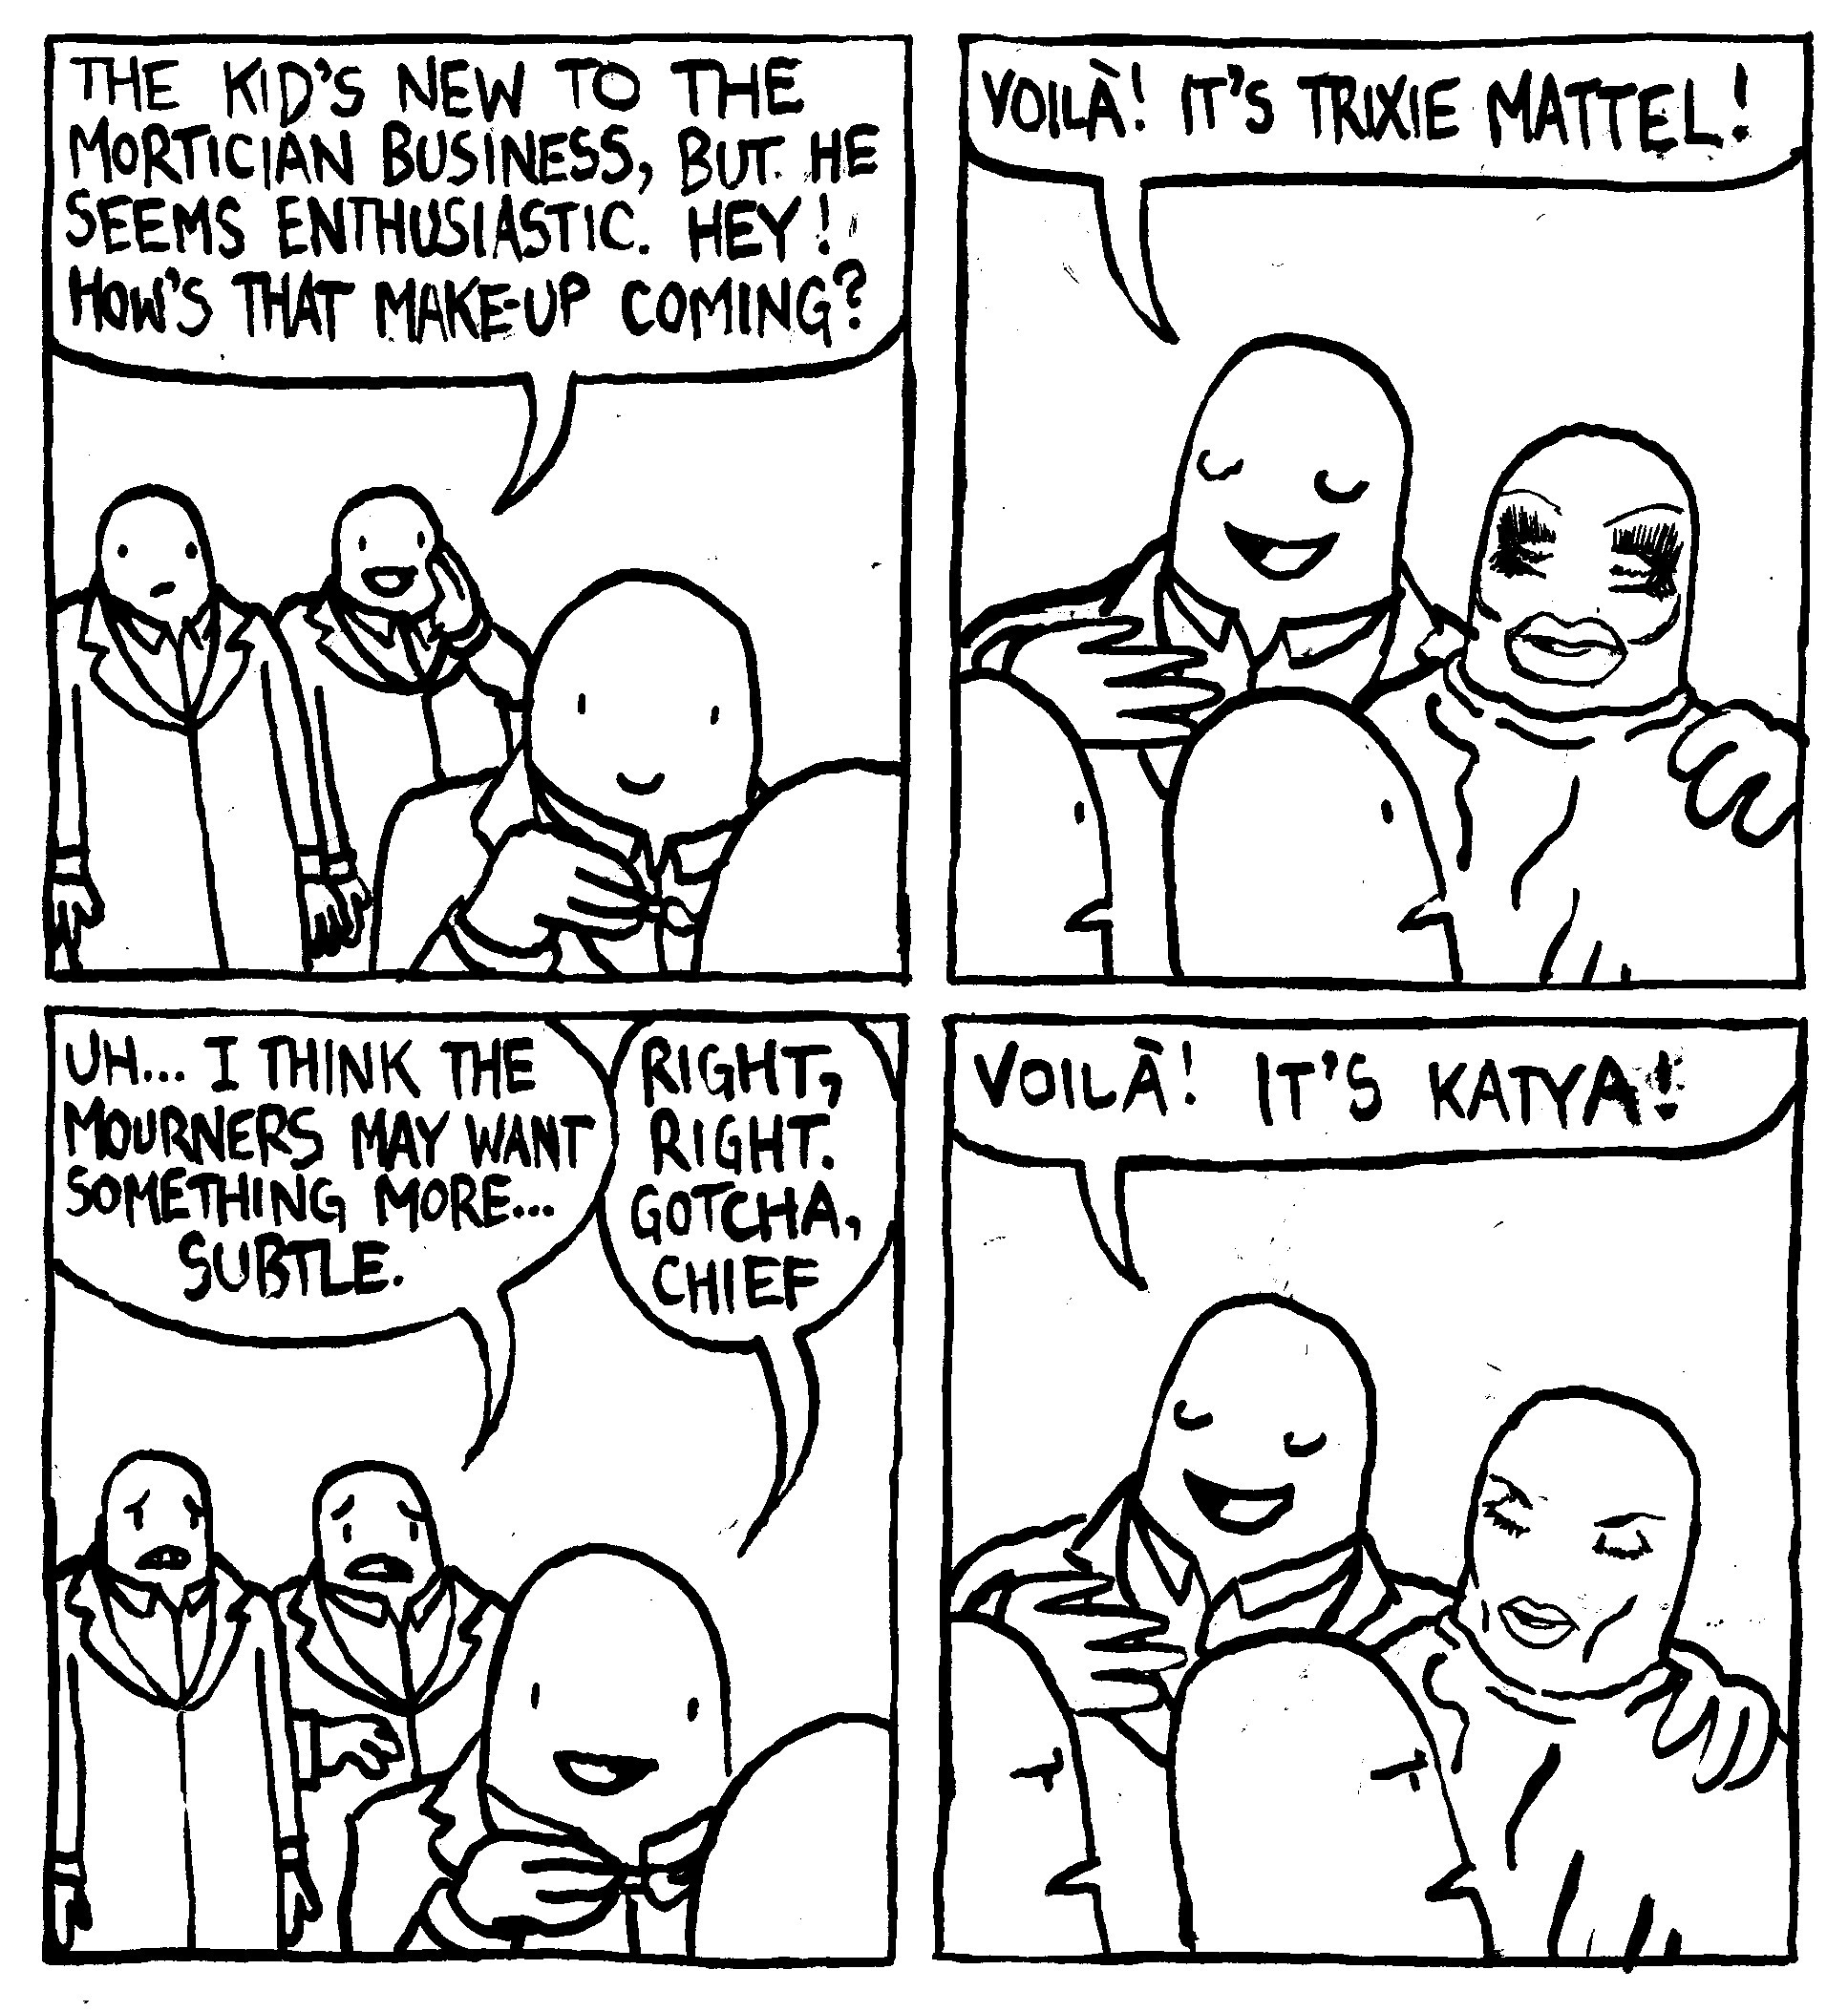 THE KID'S NEW TO THE
MORTICIAN BUSINESS, BUT HE
SEEMS ENTHUSIASTIC. HEY!
HOW'S THAT MAKE-UP COMING?
VOILÀ! IT'S TRIXIE MATTEL!
UH... I THINK THE
MOURNERS MAY WANT
SOMETHING MORE...
SUBTLE.
RIGHT,
RIGHT.
GOTCHA,
CHIEF
VOILÀ! IT'S KATYA!